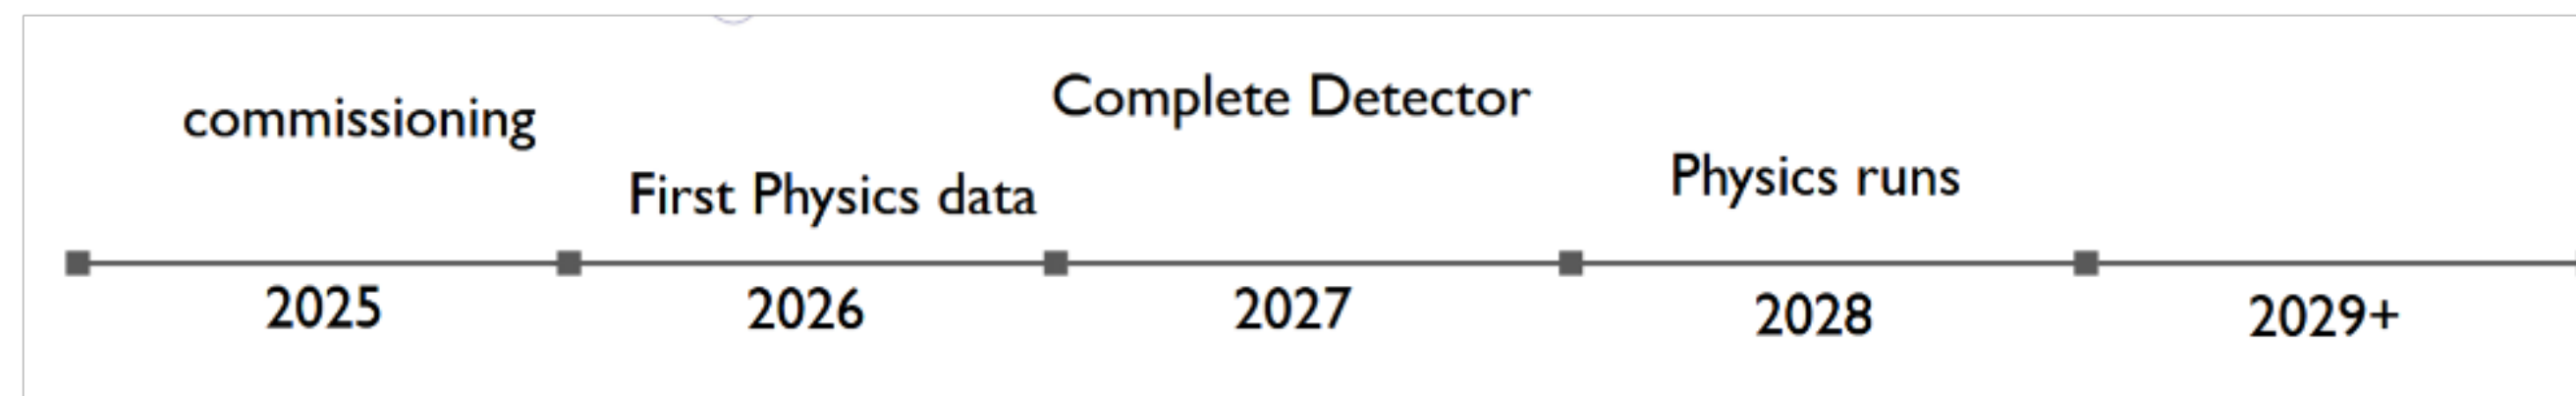 Complete Detector
commissioning
Physics runs
First Physics data
2025 2026 2027 2028 2029+